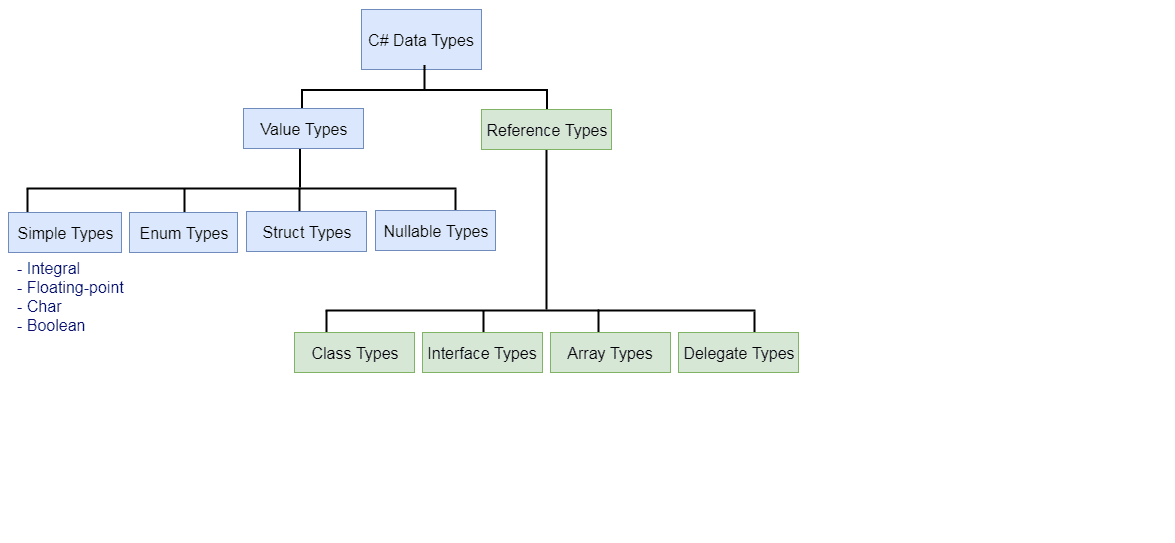 C# Data Types
Value Types
Reference Types
Simple Types
Enum Types
Struct Types
Nullable Types
- Integral
- Floating-point
- Char
- Boolean
Class Types
Interface Types
Array Types
Delegate Types